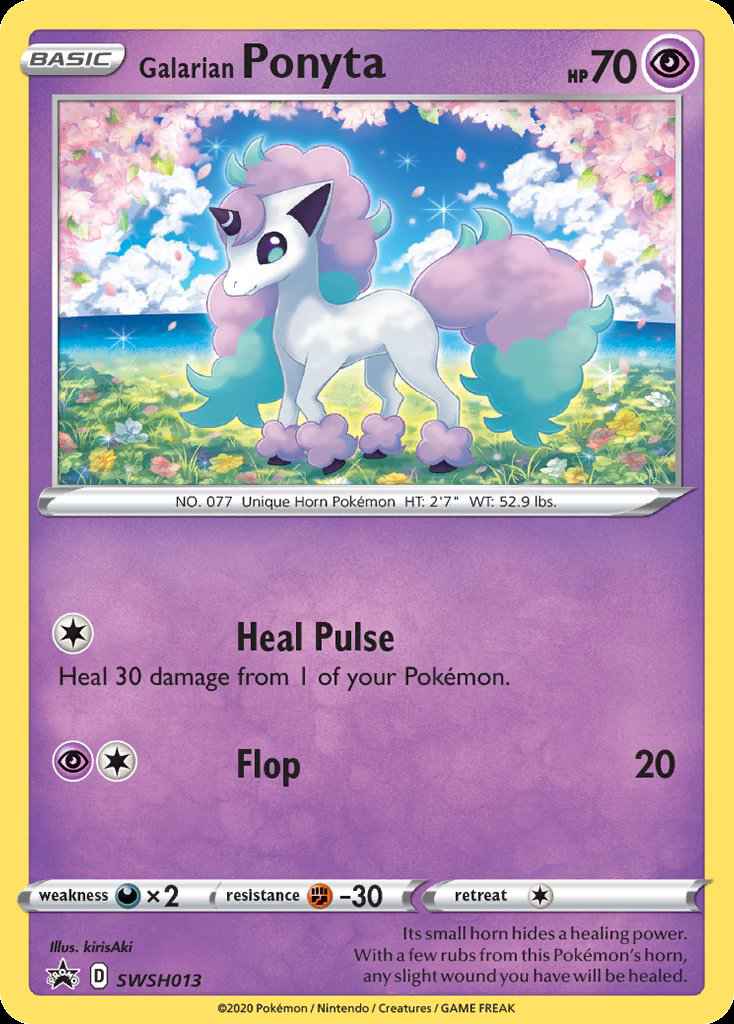 BASIC
Galarian Ponyta
HP 70
NO. 077 Unique Horn Pokémon HT: 2'7" WT: 52.9 lbs.
Heal Pulse
Heal 30 damage from 1 of your Pokémon.
Flop 20
weakness ×2 resistance -30 retreat
Illus. kirisAki
Its small horn hides a healing power.
With a few rubs from this Pokémon's horn,
any slight wound you have will be healed.
PROMO D SWSH013
©2020 Pokémon / Nintendo / Creatures / GAME FREAK